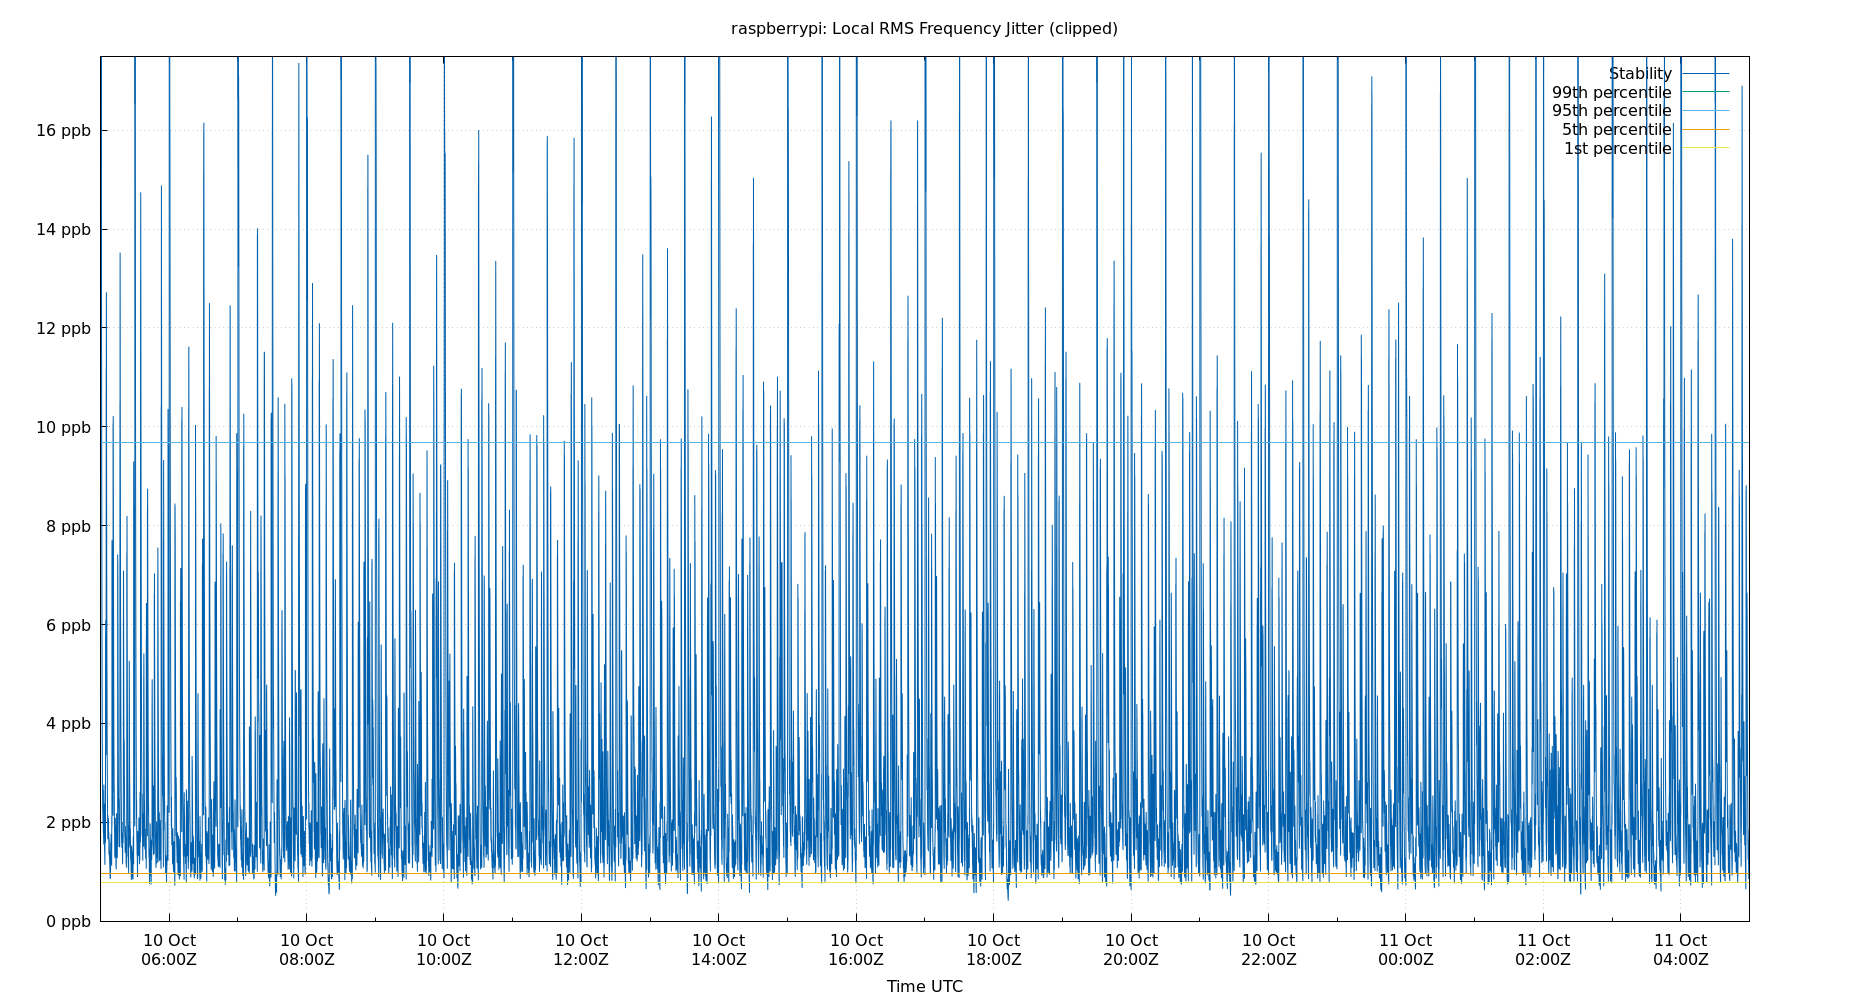 raspberrypi: Local RMS Frequency Jitter (clipped)
Stability
99th percentile
95th percentile
5th percentile
1st percentile
16 ppb
14 ppb
12 ppb
10 ppb
8 ppb
6 ppb
4 ppb
2 ppb
0 ppb
10 Oct 10 Oct 10 Oct 10 Oct 10 Oct 10 Oct 10 Oct 10 Oct 10 Oct 11 Oct 11 Oct 11 Oct
06:00Z 08:00Z 10:00Z 12:00Z 14:00Z 16:00Z 18:00Z 20:00Z 22:00Z 00:00Z 02:00Z 04:00Z
Time UTC